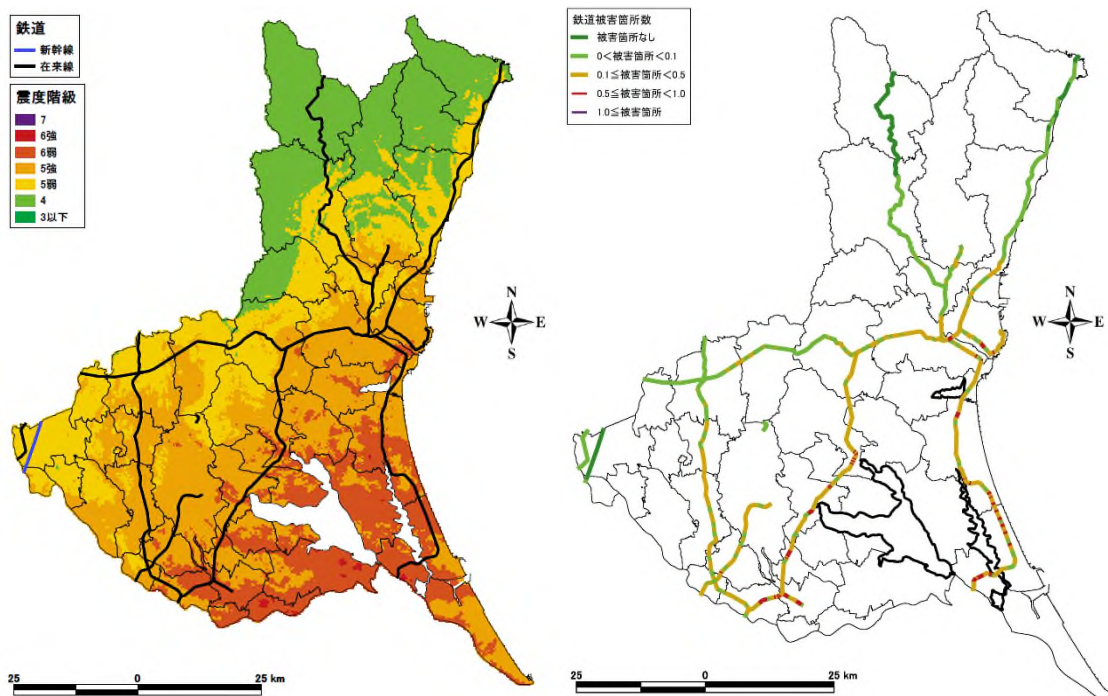 鉄道
新幹線
在来線
震度階級
7
6強
6弱
5強
5弱
4
3以下
N
W E
S
25 0 25 km
鉄道被害箇所数
被害箇所なし
0<被害箇所<0.1
0.1≦被害箇所<0.5
0.5≦被害箇所<1.0
1.0≦被害箇所
N
W E
S
25 0 25 km